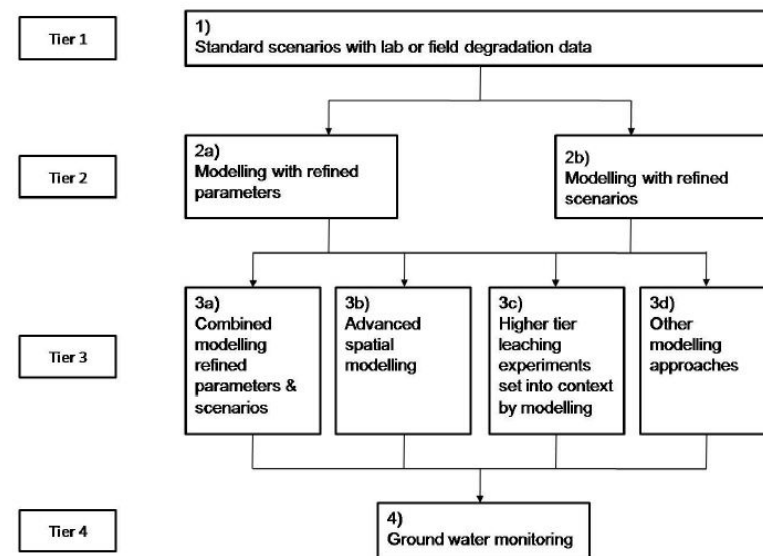 Tier 1
1)
Standard scenarios with lab or field degradation data
Tier 2
2a)
Modelling with refined
parameters
2b)
Modelling with refined
scenarios
Tier 3
3a)
Combined
modelling
refined
parameters &
scenarios
3b)
Advanced
spatial
modelling
3c)
Higher tier
leaching
experiments
set into context
by modelling
3d)
Other
modelling
approaches
Tier 4
4)
Ground water monitoring